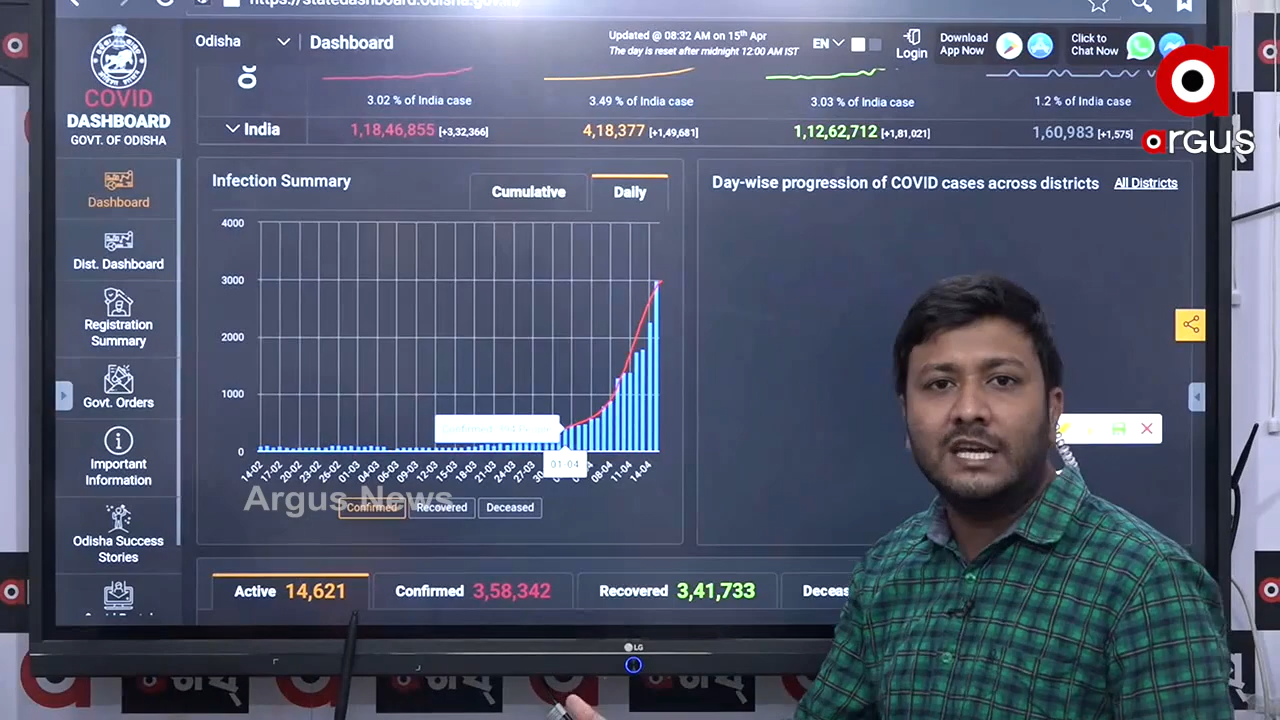 https://statedashboard.odisha.gov.in
COVID
DASHBOARD
GOVT. OF ODISHA
Odisha
Dashboard
Updated @ 08:32 AM on 15th Apr
The day is reset after midnight 12:00 AM IST
EN
Login
Download
App Now
Click to
Chat Now
argus
3.02 % of India case
3.49 % of India case
3.03 % of India case
1.2 % of India case
India
1,18,46,855 [+3,32,366]
4,18,377 [+1,49,681]
1,12,62,712 [+1,81,021]
1,60,983 [+1,575]
Dashboard
Dist. Dashboard
Registration
Summary
Govt. Orders
Important
Information
Odisha Success
Stories
Infection Summary
Cumulative
Daily
4000
3000
2000
1000
0
14-02
17-02
20-02
23-02
26-02
01-03
04-03
06-03
09-03
12-03
15-03
18-03
21-03
24-03
27-03
01-04
08-04
11-04
14-04
Argus News
Confirmed
Recovered
Deceased
Day-wise progression of COVID cases across districts
All Districts
Active 14,621
Confirmed 3,58,342
Recovered 3,41,733
LG